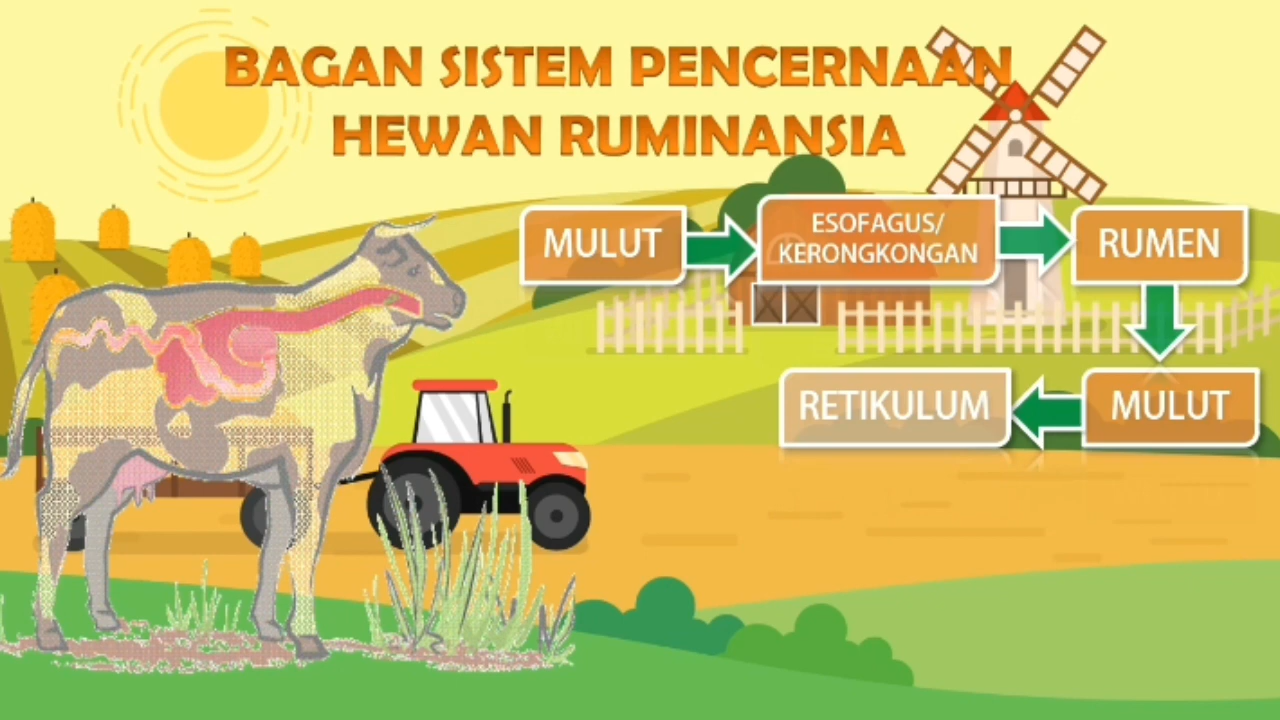 BAGAN SISTEM PENCERNAAN
HEWAN RUMINANSIA
MULUT
ESOFAGUS/
KERONGKONGAN
RUMEN
RETIKULUM
MULUT